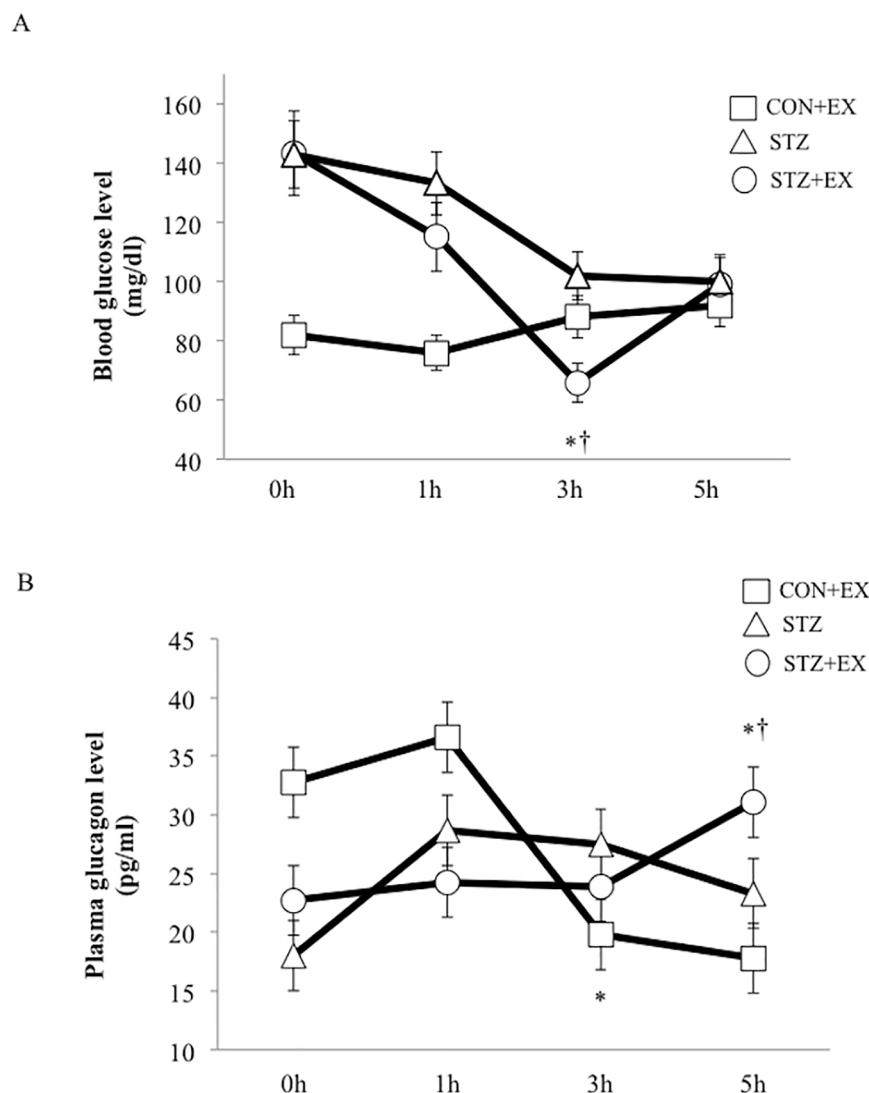 A
Blood glucose level
(mg/dl)
160
140
120
100
80
60
40
CON+EX
STZ
STZ+EX
*†
0h 1h 3h 5h
B
Plasma glucagon level
(pg/ml)
45
40
35
30
25
20
15
10
CON+EX
STZ
STZ+EX
*†
*
0h 1h 3h 5h